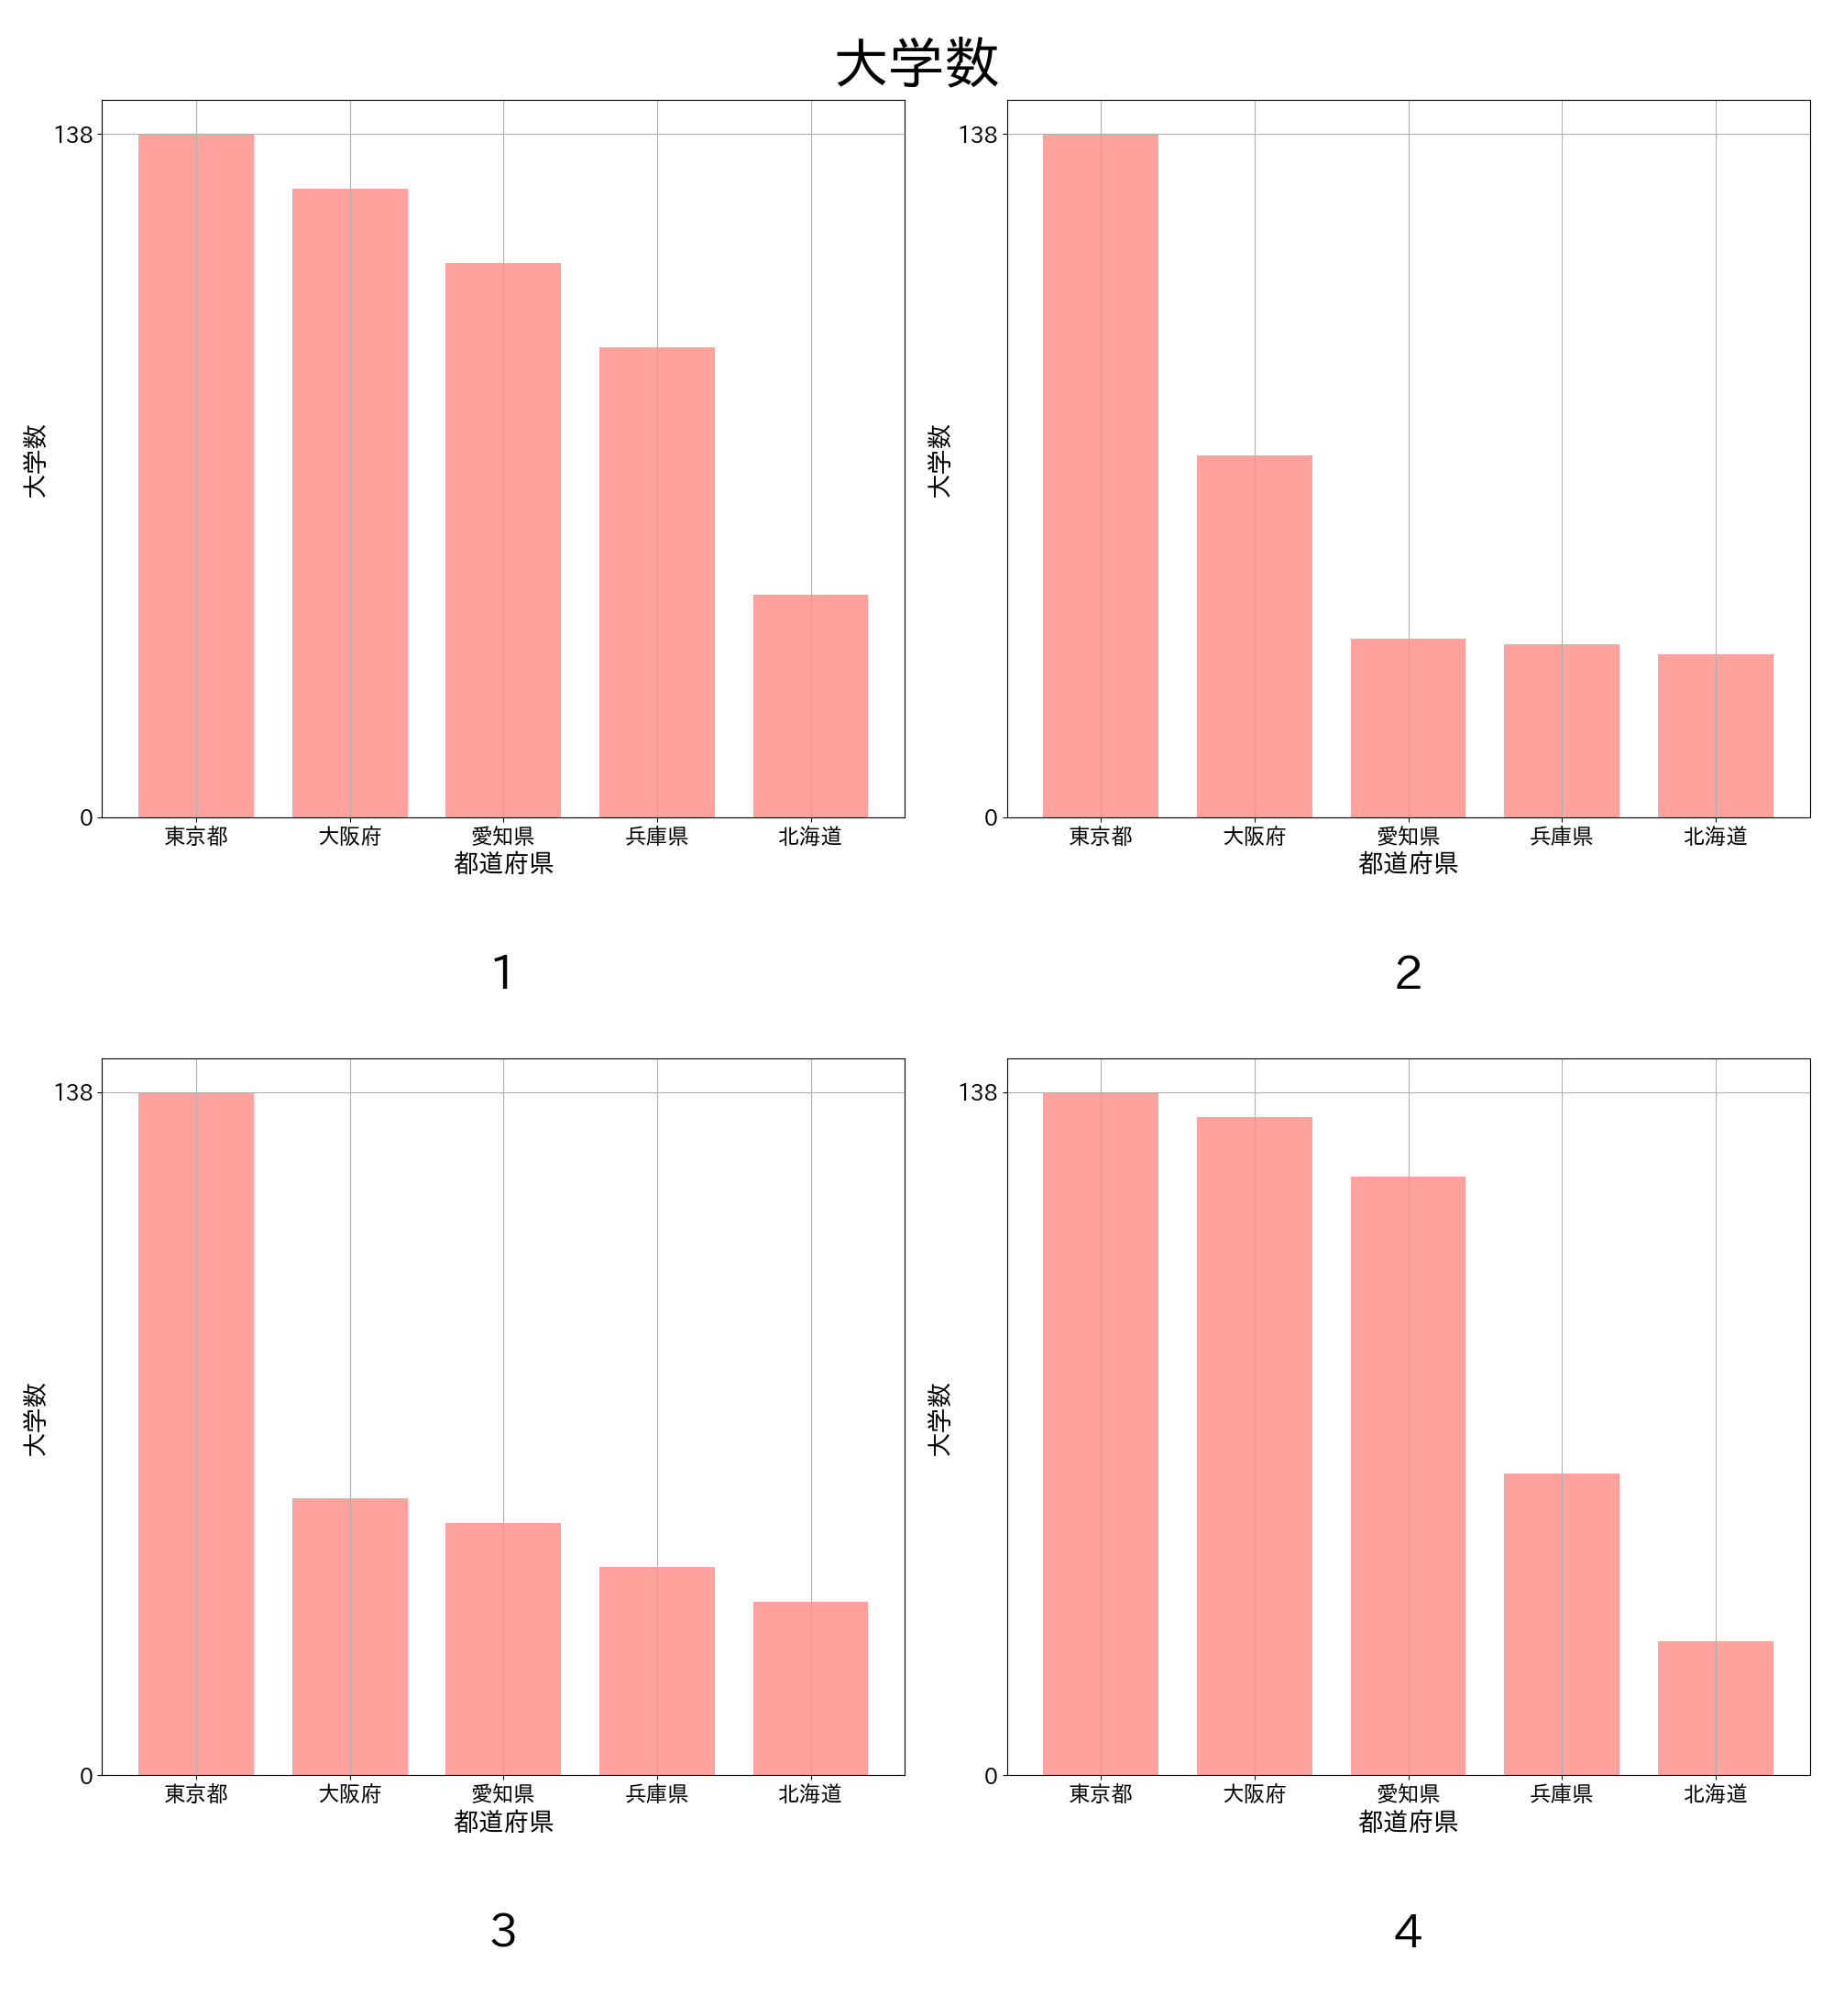 大学数
138
0
大学数
東京都 大阪府 愛知県 兵庫県 北海道
都道府県
1
138
0
大学数
東京都 大阪府 愛知県 兵庫県 北海道
都道府県
2
138
0
大学数
東京都 大阪府 愛知県 兵庫県 北海道
都道府県
3
138
0
大学数
東京都 大阪府 愛知県 兵庫県 北海道
都道府県
4